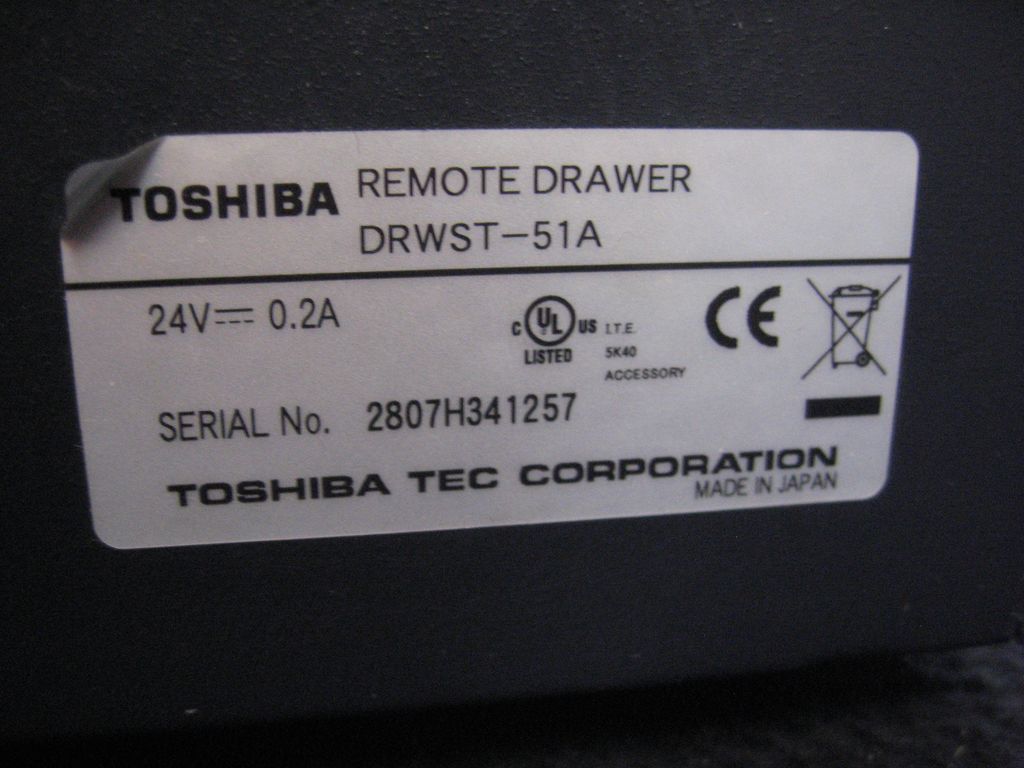 TOSHIBA REMOTE DRAWER
DRWST-51A
24V⎓ 0.2A
C UL US I.T.E.
LISTED 5K40
ACCESSORY
CE
SERIAL No. 2807H341257
TOSHIBA TEC CORPORATION
MADE IN JAPAN